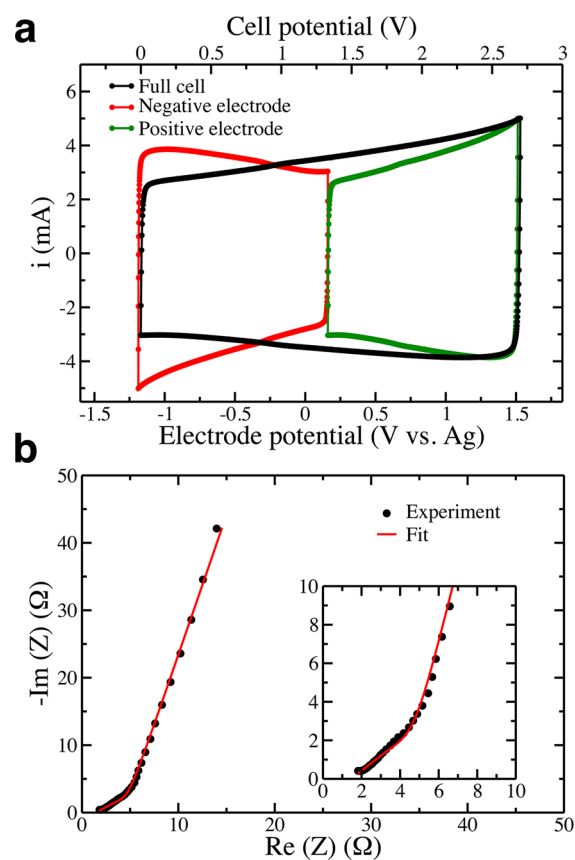 a
Cell potential (V)
0 0.5 1 1.5 2 2.5 3
Full cell
Negative electrode
Positive electrode
6
4
2
0
-2
-4
i (mA)
-1.5 -1 -0.5 0 0.5 1 1.5
Electrode potential (V vs. Ag)
b
50
40
30
20
10
0
-Im (Z) (Ω)
Experiment
Fit
10
8
6
4
2
0
0 2 4 6 8 10
0 10 20 30 40 50
Re (Z) (Ω)